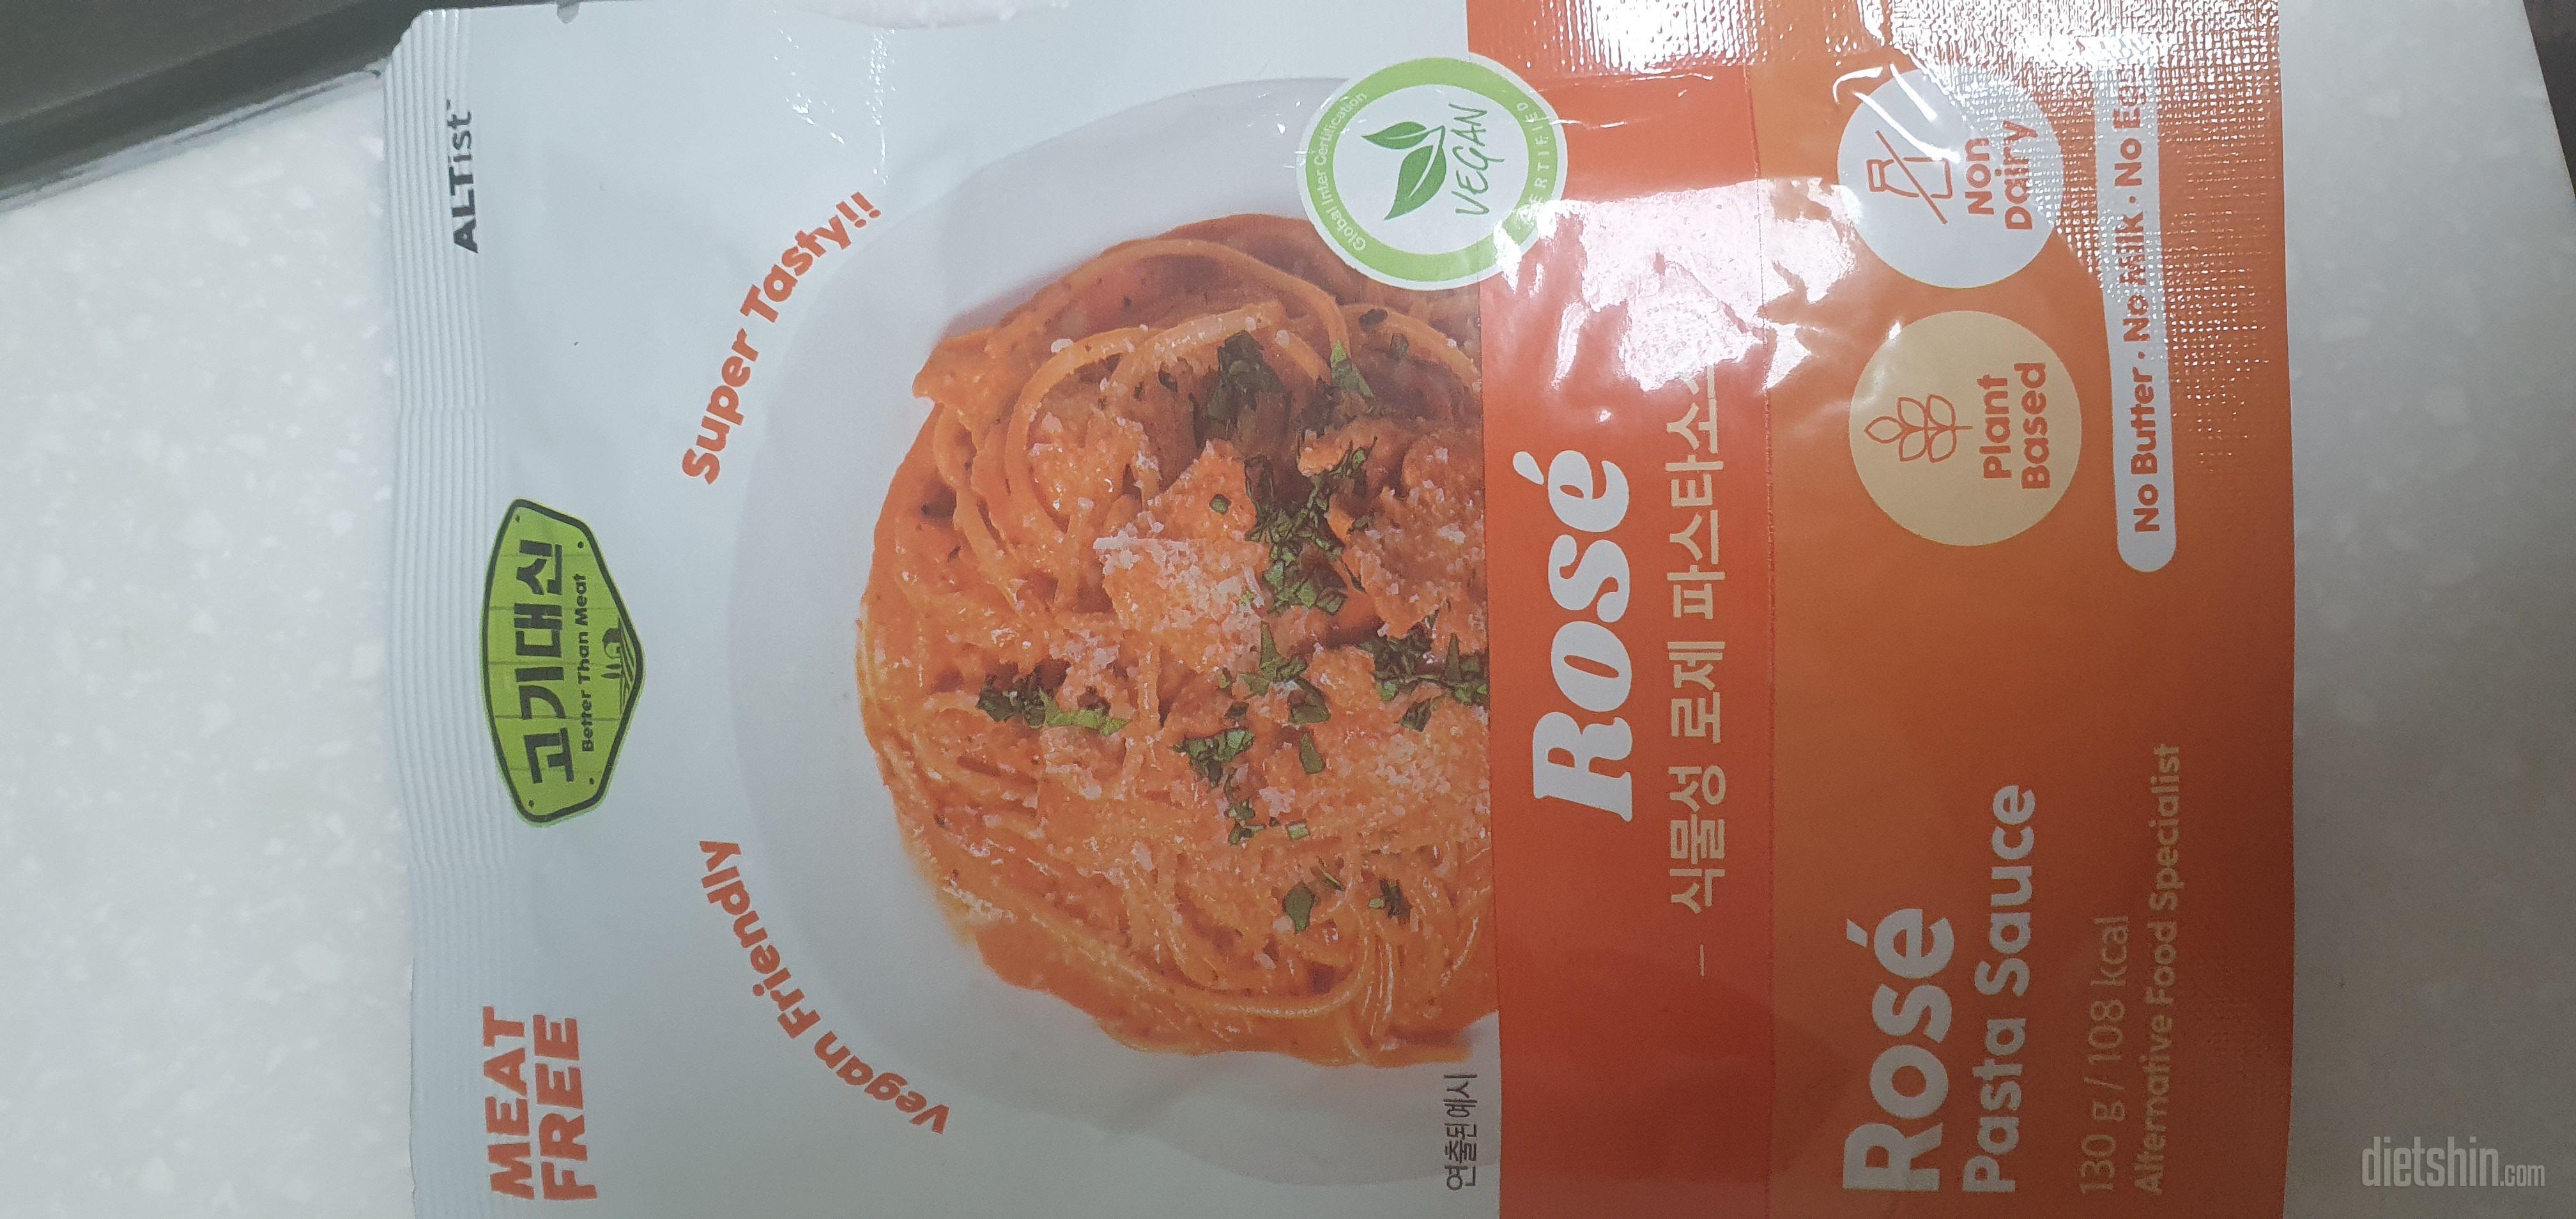 MEAT
FREE
고기대신
Better Than Meat
ALTist™
Vegan Friendly
Super Tasty!!
Global Inter Certification
VEGAN
CERTIFIED
연출된 예시
Rosé
식물성 로제 파스타소스
Rosé
Pasta Sauce
Plant
Based
Non
Dairy
130 g / 108 kcal
Alternative Food Specialist
No Butter · No Milk · No
dietshin.com